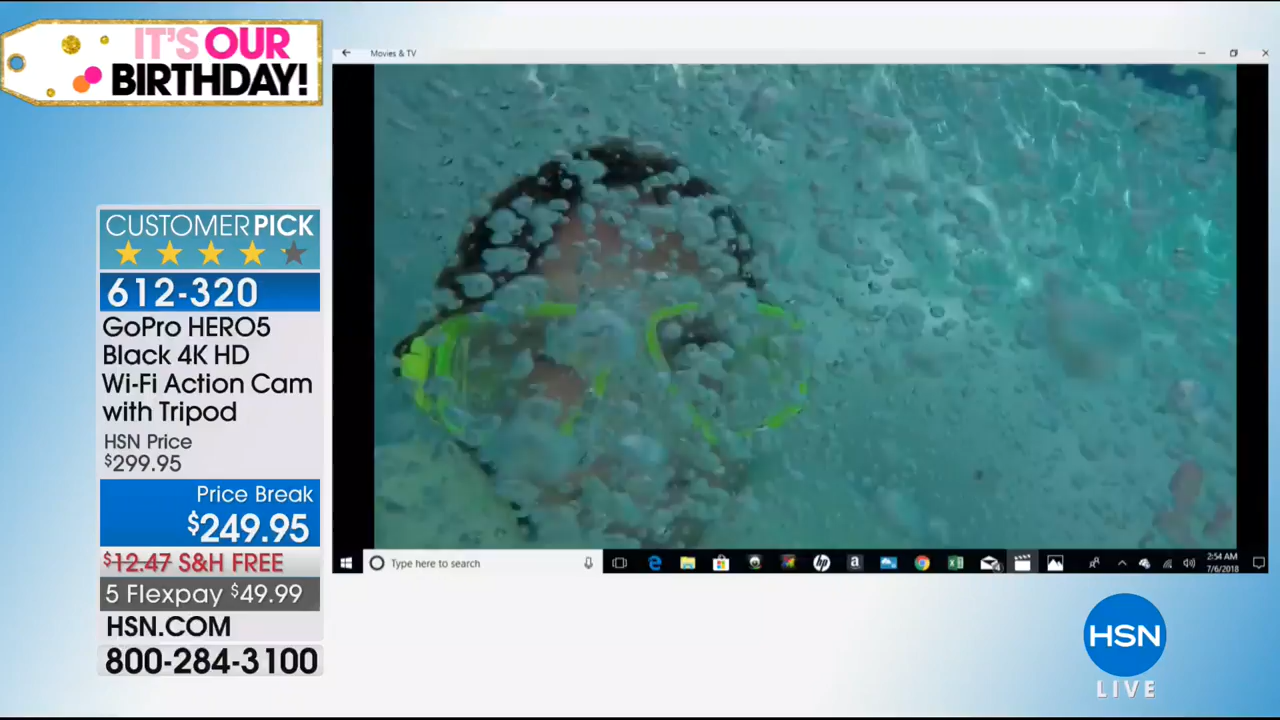 IT'S OUR
BIRTHDAY!
Movies & TV
CUSTOMER PICK
612-320
GoPro HERO5
Black 4K HD
Wi-Fi Action Cam
with Tripod
HSN Price
$299.95
Price Break
$249.95
$12.47 S&H FREE
5 Flexpay $49.99
HSN.COM
800-284-3100
Type here to search
hp
a
2:54 AM
7/6/2018
HSN
LIVE